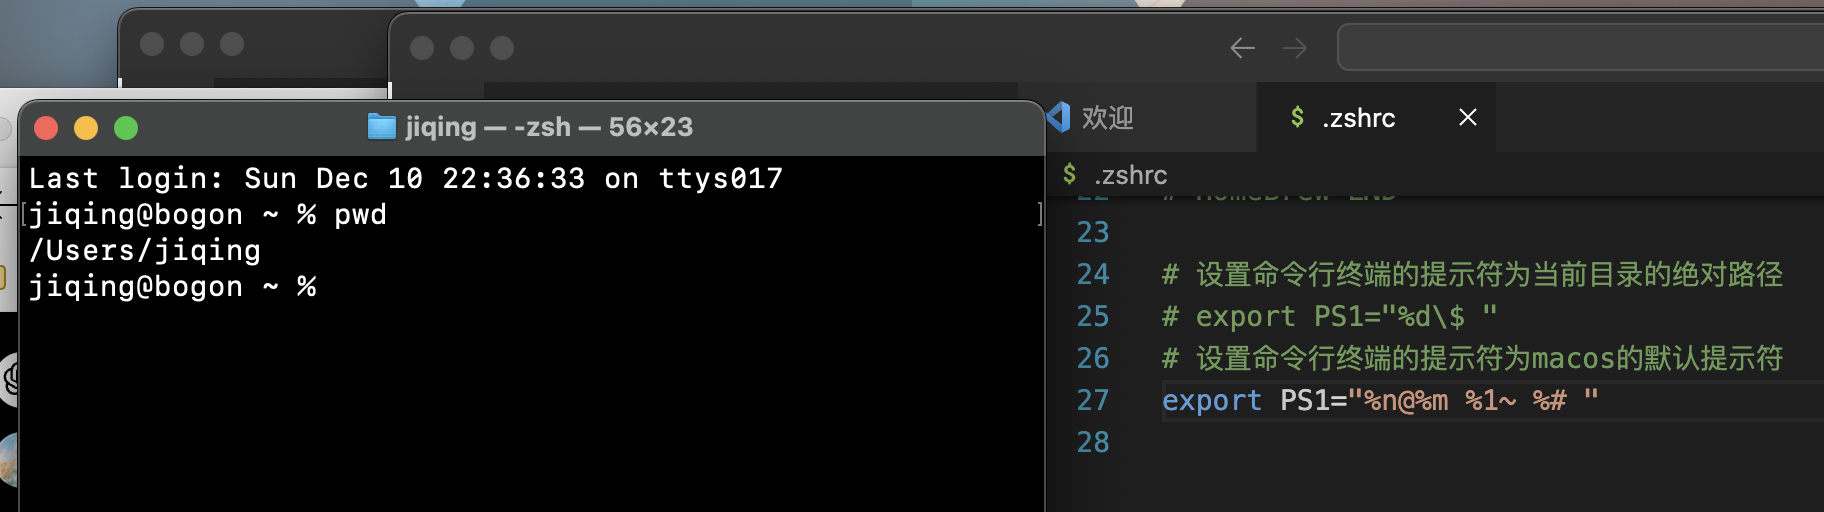 jiqing — -zsh — 56×23
Last login: Sun Dec 10 22:36:33 on ttys017
jiqing@bogon ~ % pwd
/Users/jiqing
jiqing@bogon ~ %
欢迎
$ .zshrc
$ .zshrc
22 # HomeBrew END
23
24 # 设置命令行终端的提示符为当前目录的绝对路径
25 # export PS1="%d\$ "
26 # 设置命令行终端的提示符为macos的默认提示符
27 export PS1="%n@%m %1~ %# "
28